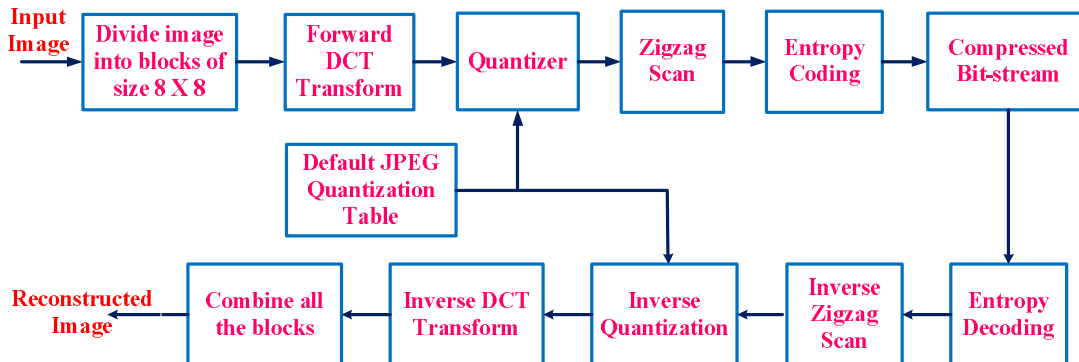 Input
Image
Divide image
into blocks of
size 8 X 8
Forward
DCT
Transform
Quantizer
Zigzag
Scan
Entropy
Coding
Compressed
Bit-stream
Default JPEG
Quantization
Table
Reconstructed
Image
Combine all
the blocks
Inverse DCT
Transform
Inverse
Quantization
Inverse
Zigzag
Scan
Entropy
Decoding